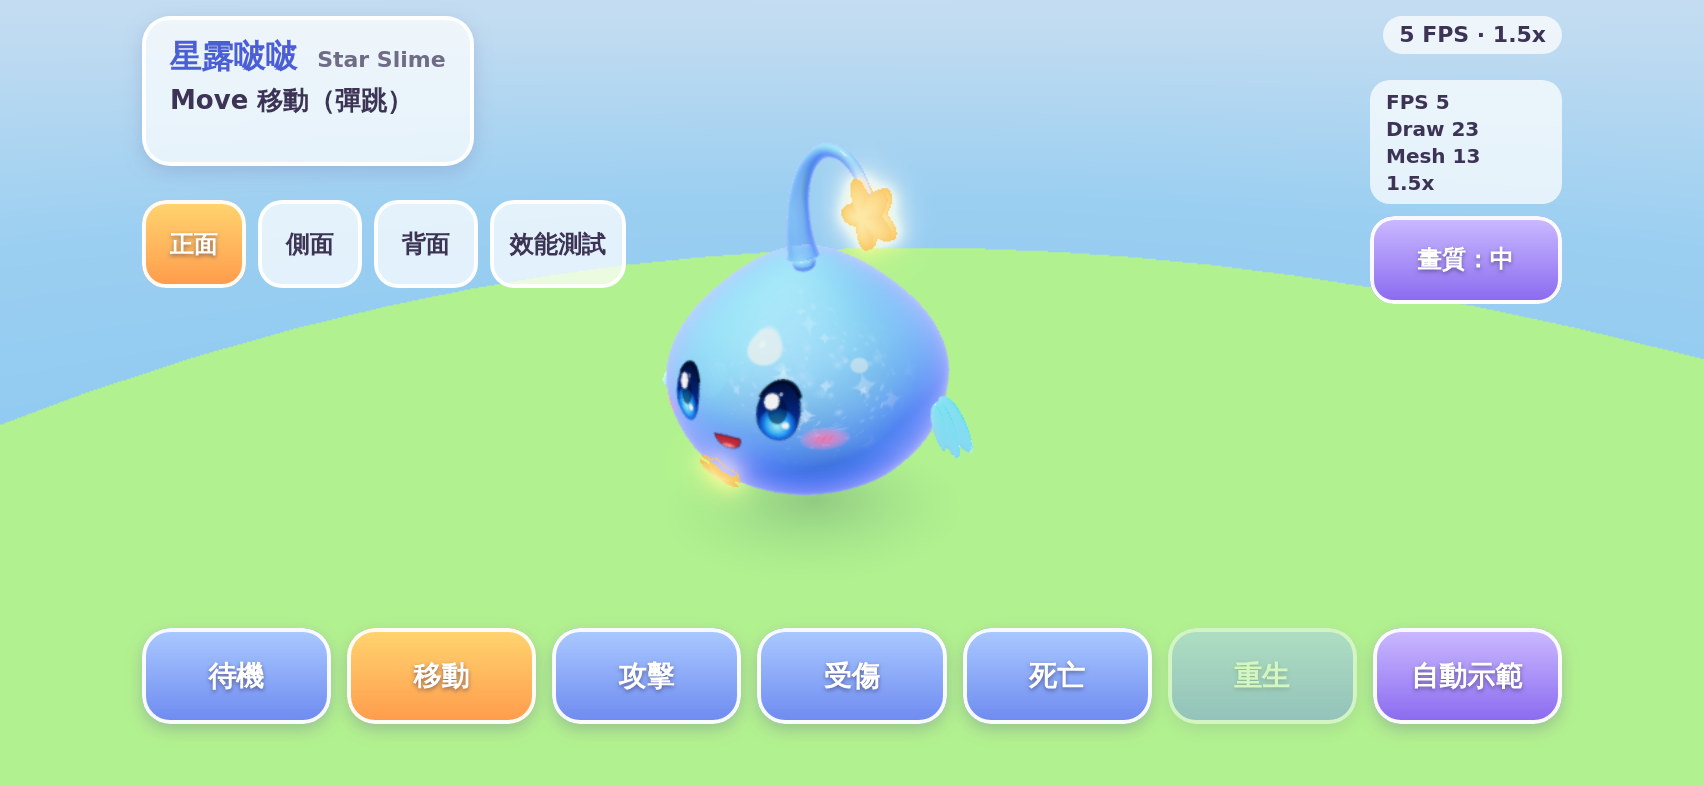 星露啵啵 Star Slime
Move 移動（彈跳）
5 FPS · 1.5x
FPS 5
Draw 23
Mesh 13
1.5x
正面
側面
背面
效能測試
畫質：中
待機
移動
攻擊
受傷
死亡
重生
自動示範